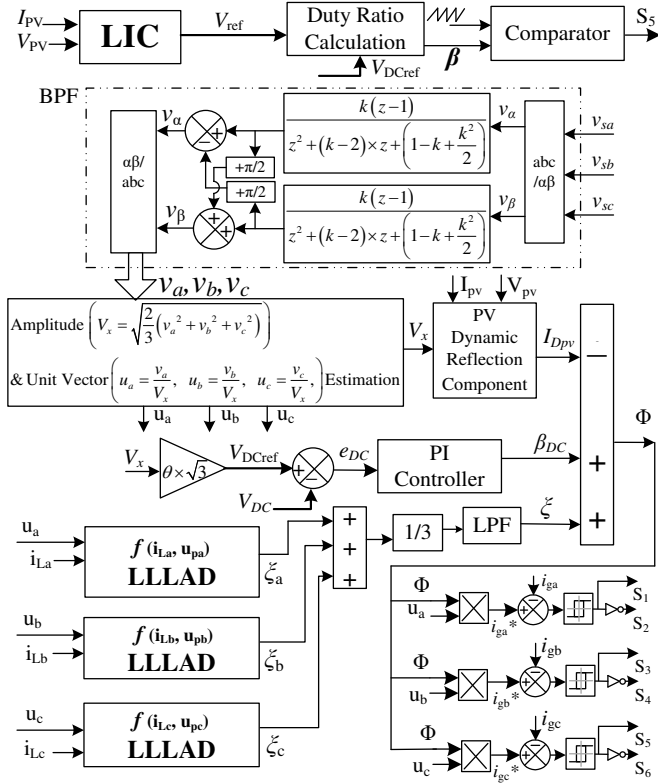 I_PV
V_PV
LIC
V_ref
Duty Ratio
Calculation
β
V_DCref
Comparator
S_5
BPF
αβ/
abc
v_α
v_β
− +
+ +
+π/2
+π/2
k(z−1)
z² + (k−2)×z + (1−k+k²/2)
k(z−1)
z² + (k−2)×z + (1−k+k²/2)
v_α
v_β
abc
/αβ
v_sa
v_sb
v_sc
v_a, v_b, v_c
Amplitude (V_x = √(2/3 (v_a² + v_b² + v_c²)))
& Unit Vector (u_a = v_a/V_x, u_b = v_b/V_x, u_c = v_c/V_x,) Estimation
u_a u_b u_c
V_x
I_pv V_pv
PV
Dynamic
Reflection
Component
I_Dpv
−
+
+
Φ
V_x
θ×√3
V_DCref
+ −
V_DC
e_DC
PI
Controller
β_DC
u_a
i_La
f (i_La, u_pa)
LLLAD
ξ_a
u_b
i_Lb
f (i_Lb, u_pb)
LLLAD
ξ_b
u_c
i_Lc
f (i_Lc, u_pc)
LLLAD
ξ_c
+
+
+
1/3
LPF
ξ
Φ
u_a
i_ga*
+ −
i_ga
S_1
S_2
Φ
u_b
i_gb*
+ −
i_gb
S_3
S_4
Φ
u_c
i_gc*
+ −
i_gc
S_5
S_6